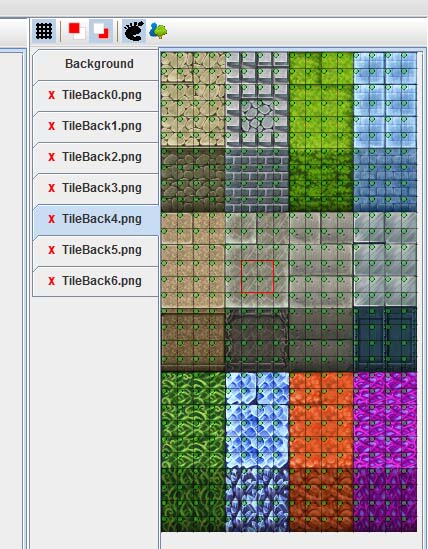 Background
x TileBack0.png
x TileBack1.png
x TileBack2.png
x TileBack3.png
x TileBack4.png
x TileBack5.png
x TileBack6.png